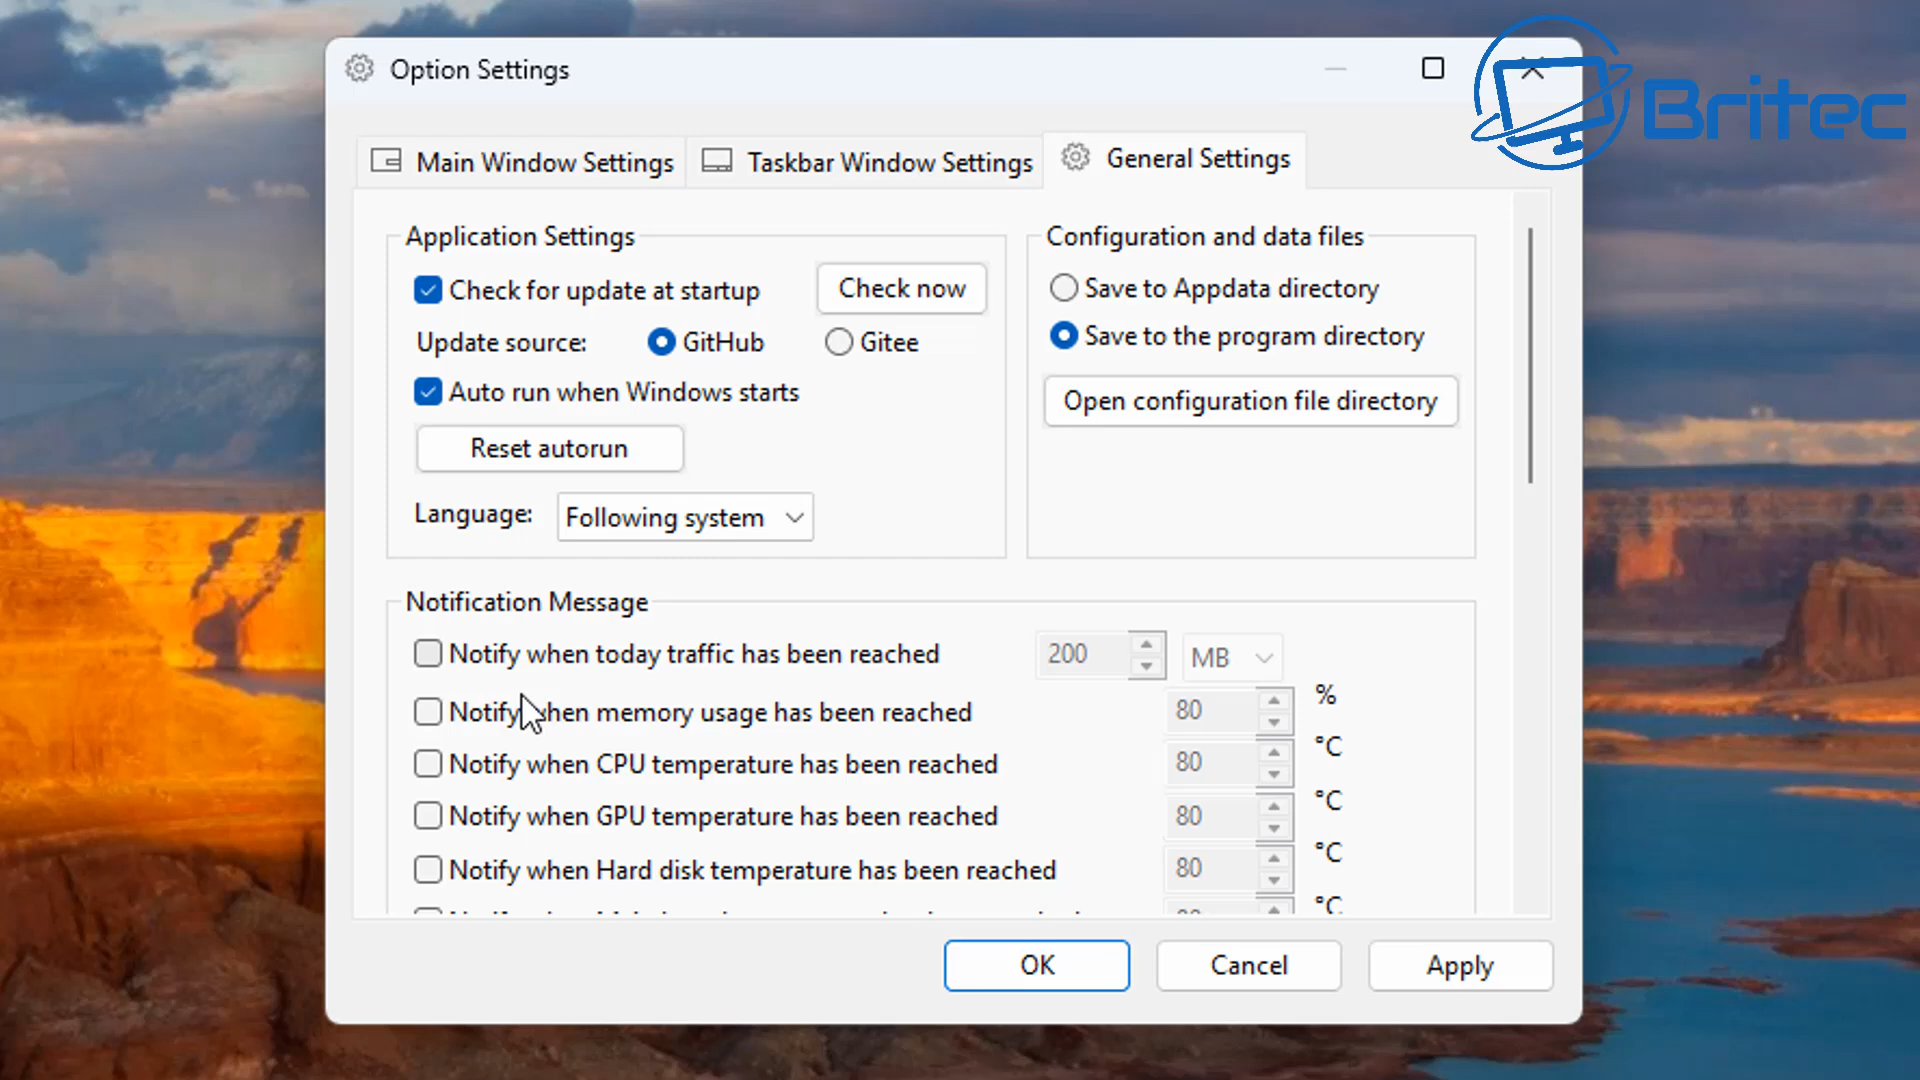 Option Settings
Britec
Main Window Settings
Taskbar Window Settings
General Settings
Application Settings
Check for update at startup
Check now
Update source:
GitHub
Gitee
Auto run when Windows starts
Reset autorun
Language:
Following system
Configuration and data files
Save to Appdata directory
Save to the program directory
Open configuration file directory
Notification Message
Notify when today traffic has been reached
200
MB
Notify when memory usage has been reached
80
%
Notify when CPU temperature has been reached
80
°C
Notify when GPU temperature has been reached
80
°C
Notify when Hard disk temperature has been reached
80
°C
°C
OK
Cancel
Apply